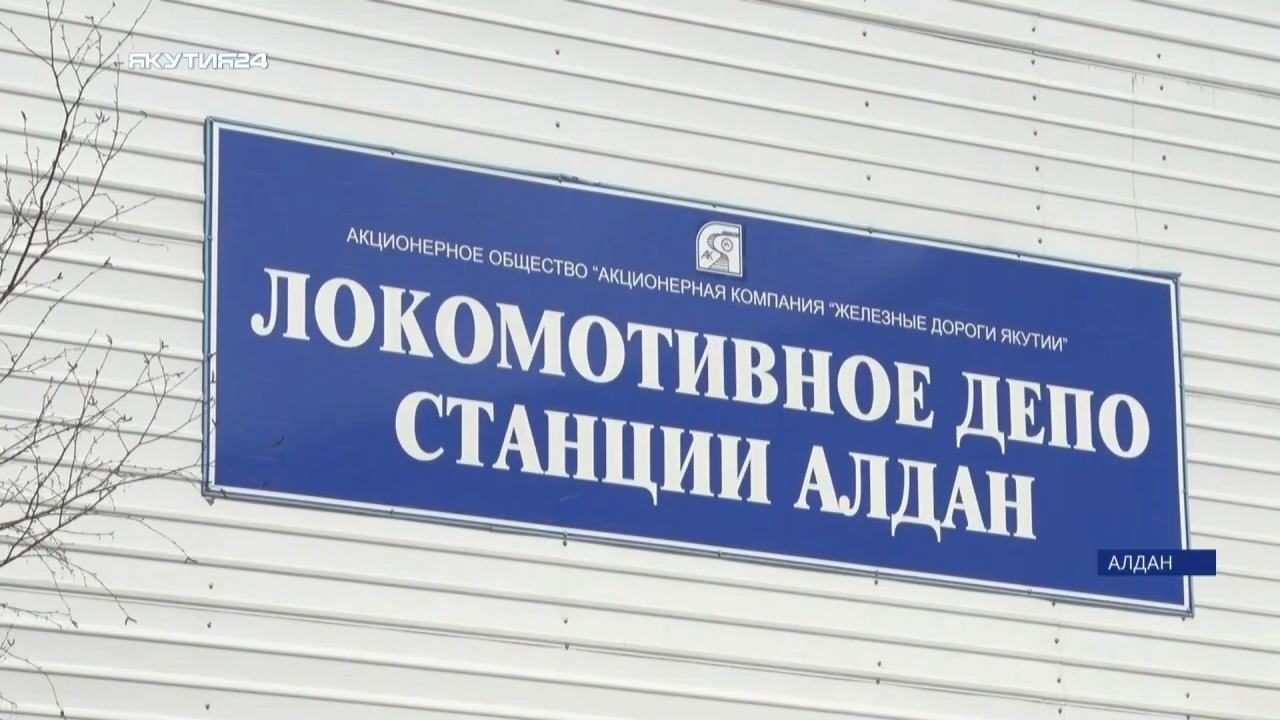 ЯКУТИЯ24
АКЦИОНЕРНОЕ ОБЩЕСТВО "АКЦИОНЕРНАЯ КОМПАНИЯ "ЖЕЛЕЗНЫЕ ДОРОГИ ЯКУТИИ"
ЛОКОМОТИВНОЕ ДЕПО
СТАНЦИИ АЛДАН
АЛДАН